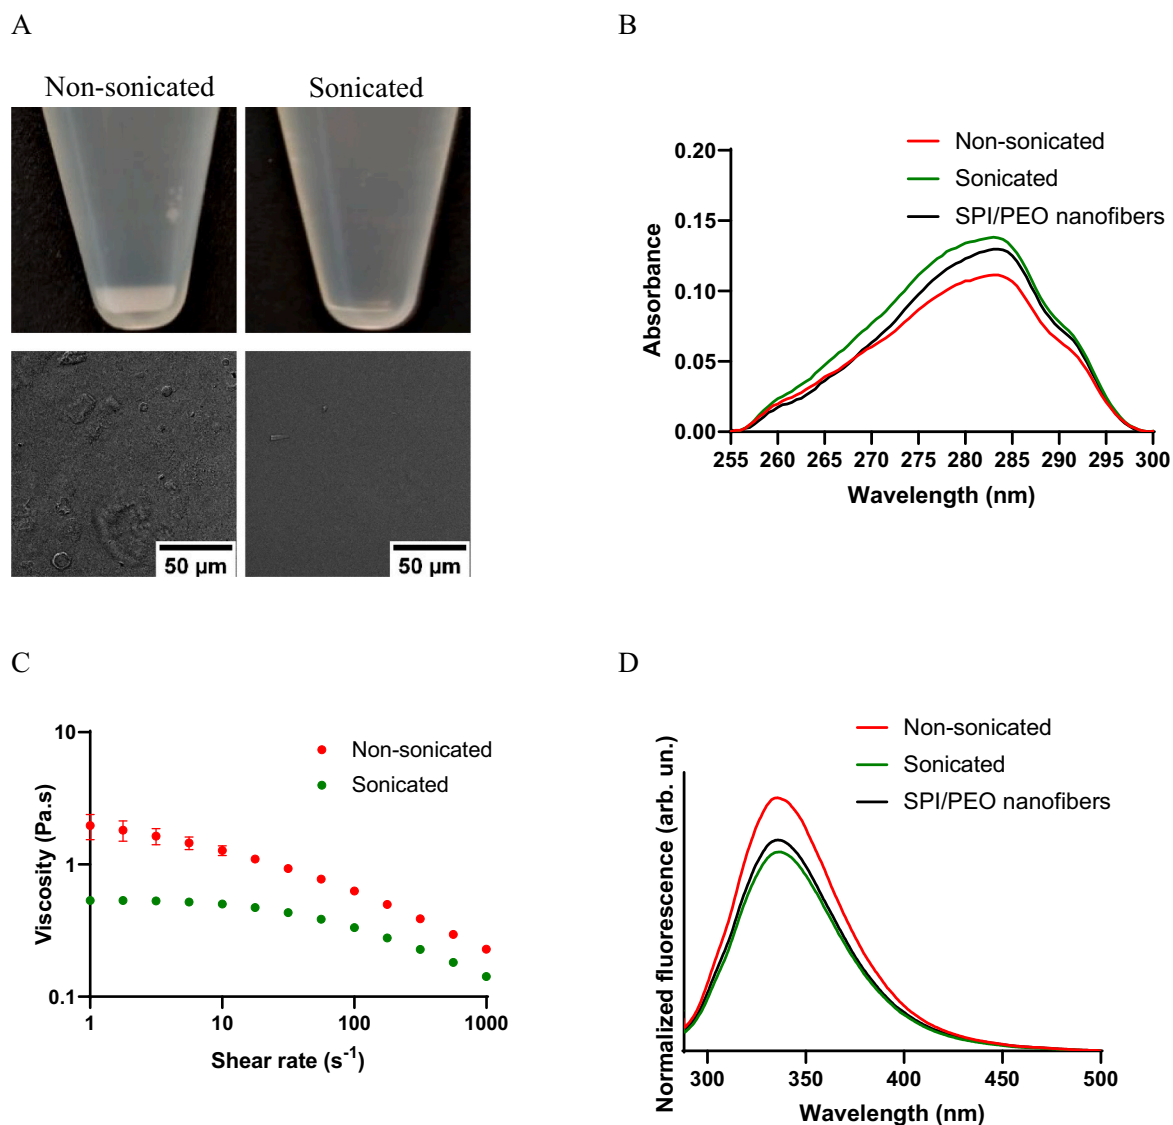 A
Non-sonicated
Sonicated
50 µm
50 µm
B
Non-sonicated
Sonicated
SPI/PEO nanofibers
Absorbance
0.20
0.15
0.10
0.05
0.00
255 260 265 270 275 280 285 290 295 300
Wavelength (nm)
C
Non-sonicated
Sonicated
Viscosity (Pa.s)
10
1
0.1
1 10 100 1000
Shear rate (s⁻¹)
D
Non-sonicated
Sonicated
SPI/PEO nanofibers
Normalized fluorescence (arb. un.)
300 350 400 450 500
Wavelength (nm)